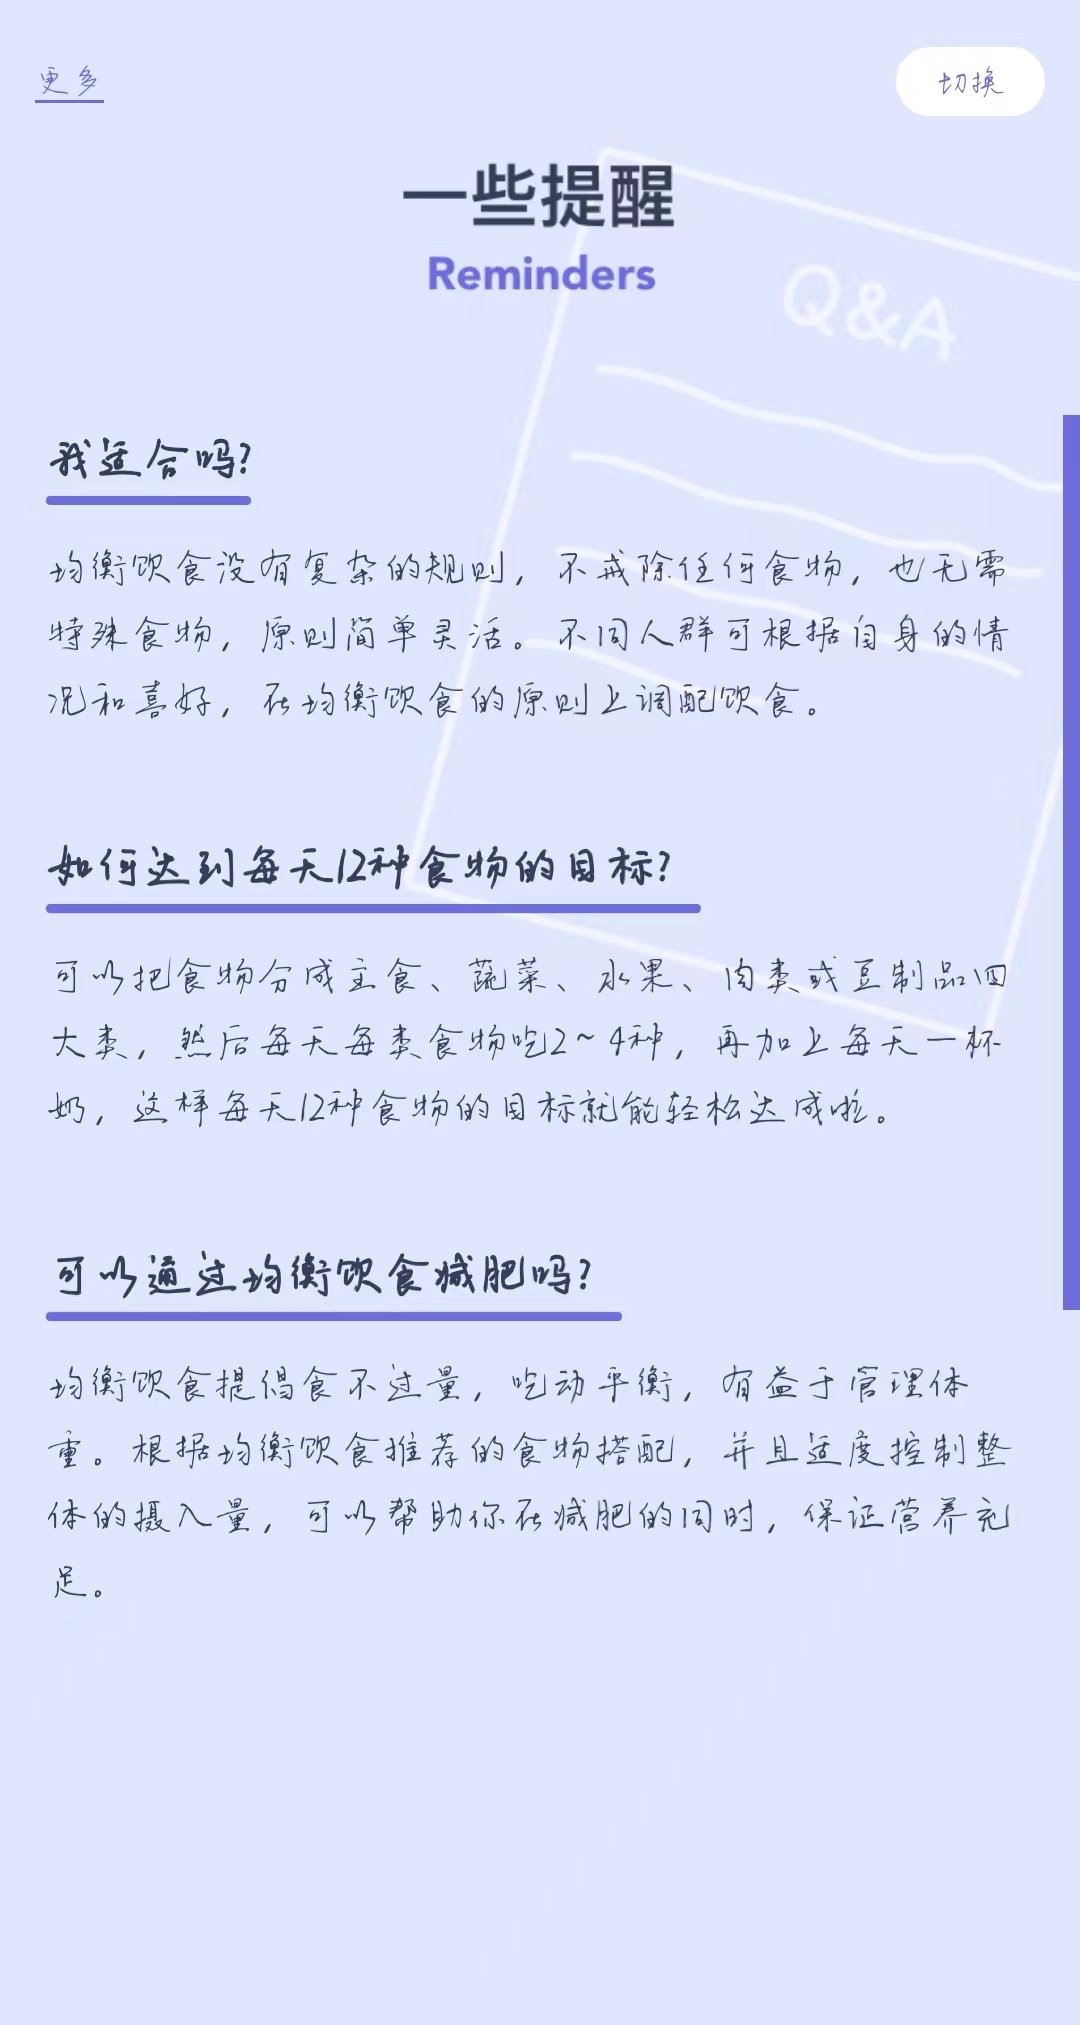 更多
切换
一些提醒
Reminders
Q&A
我适合吗?
均衡饮食没有复杂的规则，不戒除任何食物，也无需
特殊食物，原则简单灵活。不同人群可根据自身的情
况和喜好，在均衡饮食的原则上调配饮食。
如何达到每天12种食物的目标?
可以把食物分成主食、蔬菜、水果、肉类或豆制品四
大类，然后每天每类食物吃2~4种，再加上每天一杯
奶，这样每天12种食物的目标就能轻松达成啦。
可以通过均衡饮食减肥吗?
均衡饮食提倡食不过量，吃动平衡，有益于管理体
重。根据均衡饮食推荐的食物搭配，并且适度控制整
体的摄入量，可以帮助你在减肥的同时，保证营养充
足。